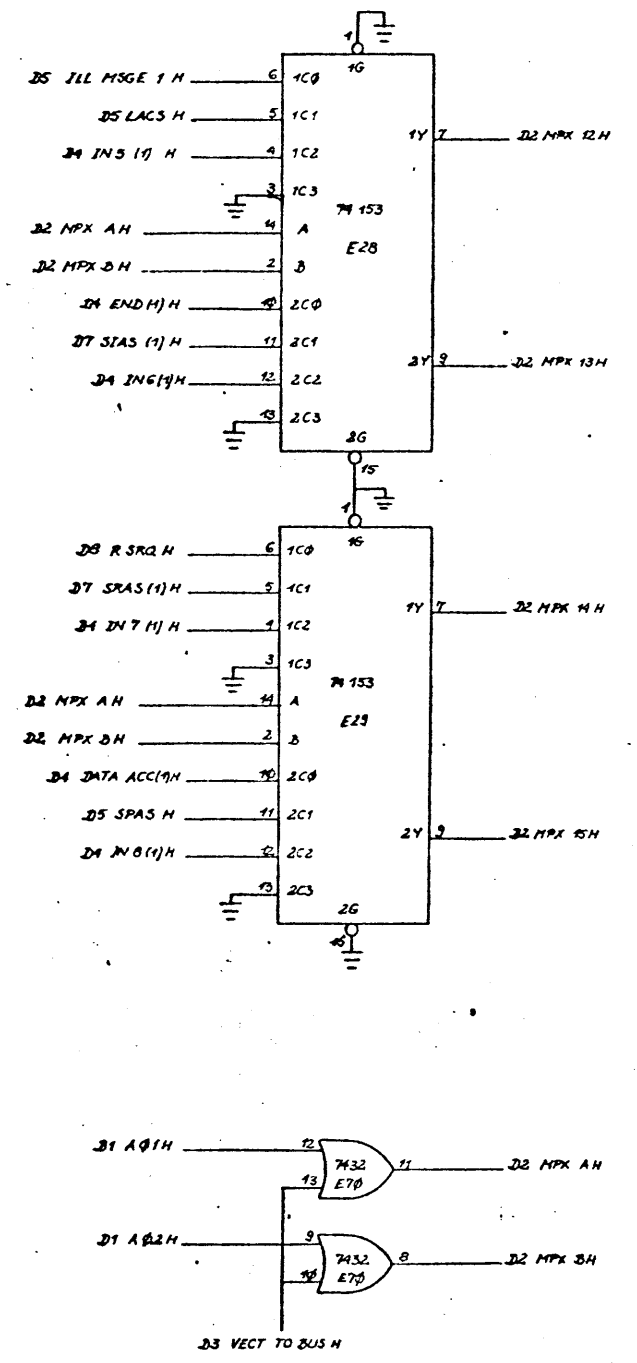 1
1G
D5 ILL MSGE 1 H 6 1CØ
D5 LACS H 5 1C1
1Y 7 D2 MPX 12 H
D4 IN5 (1) H 4 1C2
3 1C3
74 153
D2 MPX A H 14 A
E28
D2 MPX B H 2 B
D4 END (1) H 1Ø 2CØ
D7 SIAS (1) H 11 2C1
2Y 9 D2 MPX 13 H
D4 IN6 (1) H 12 2C2
13 2C3
2G
15
1
1G
D8 R SRQ H 6 1CØ
D7 SRAS (1) H 5 1C1
1Y 7 D2 MPX 14 H
D4 IN 7 (1) H 4 1C2
3 1C3
74 153
D2 MPX A H 14 A
E29
D2 MPX B H 2 B
D4 DATA ACC (1) H 1Ø 2CØ
D5 SPAS H 11 2C1
2Y 9 D2 MPX 15 H
D4 IN 8 (1) H 12 2C2
13 2C3
2G
15
D1 AØ1 H 12
7432 11 D2 MPX A H
13 E7Ø
D1 AØ2 H 9
7432 8 D2 MPX B H
1Ø E7Ø
D3 VECT TO BUS H